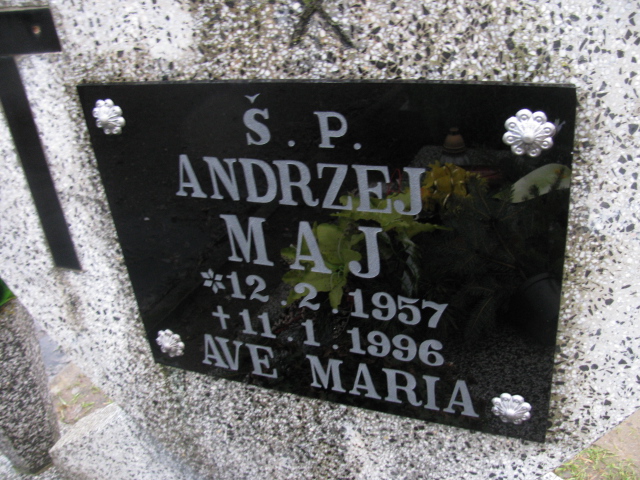 Š. P.
ANDRZEJ
MAJ
*12. 2. 1957
✝11. 1. 1996
AVE MARIA